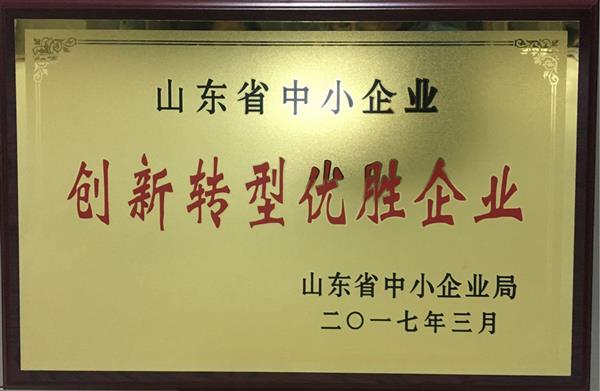 山东省中小企业
创新转型优胜企业
山东省中小企业局
二〇一七年三月